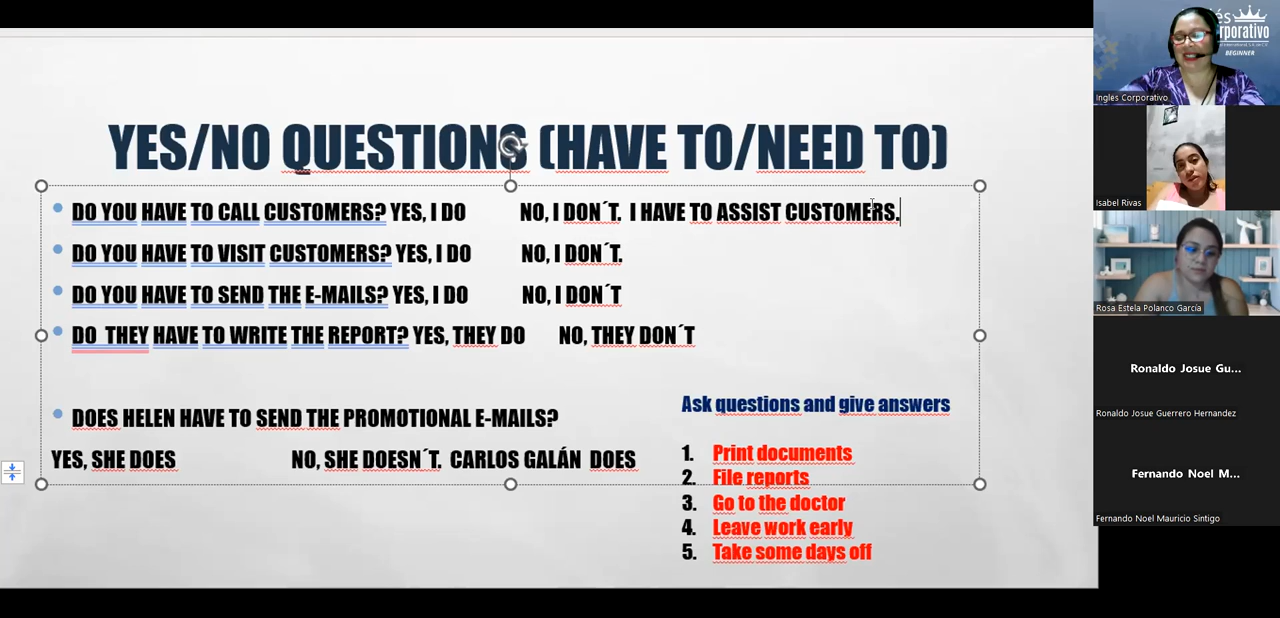 YES/NO QUESTIONS (HAVE TO/NEED TO)
DO YOU HAVE TO CALL CUSTOMERS? YES, I DO NO, I DON´T. I HAVE TO ASSIST CUSTOMERS.
DO YOU HAVE TO VISIT CUSTOMERS? YES, I DO NO, I DON´T.
DO YOU HAVE TO SEND THE E-MAILS? YES, I DO NO, I DON´T
DO THEY HAVE TO WRITE THE REPORT? YES, THEY DO NO, THEY DON´T
DOES HELEN HAVE TO SEND THE PROMOTIONAL E-MAILS?
YES, SHE DOES NO, SHE DOESN´T. CARLOS GALÁN DOES
Ask questions and give answers
1. Print documents
2. File reports
3. Go to the doctor
4. Leave work early
5. Take some days off
BEGINNER
Inglés Corporativo
Isabel Rivas
Rosa Estela Polanco García
Ronaldo Josue Gu...
Ronaldo Josue Guerrero Hernandez
Fernando Noel M...
Fernando Noel Mauricio Sintigo